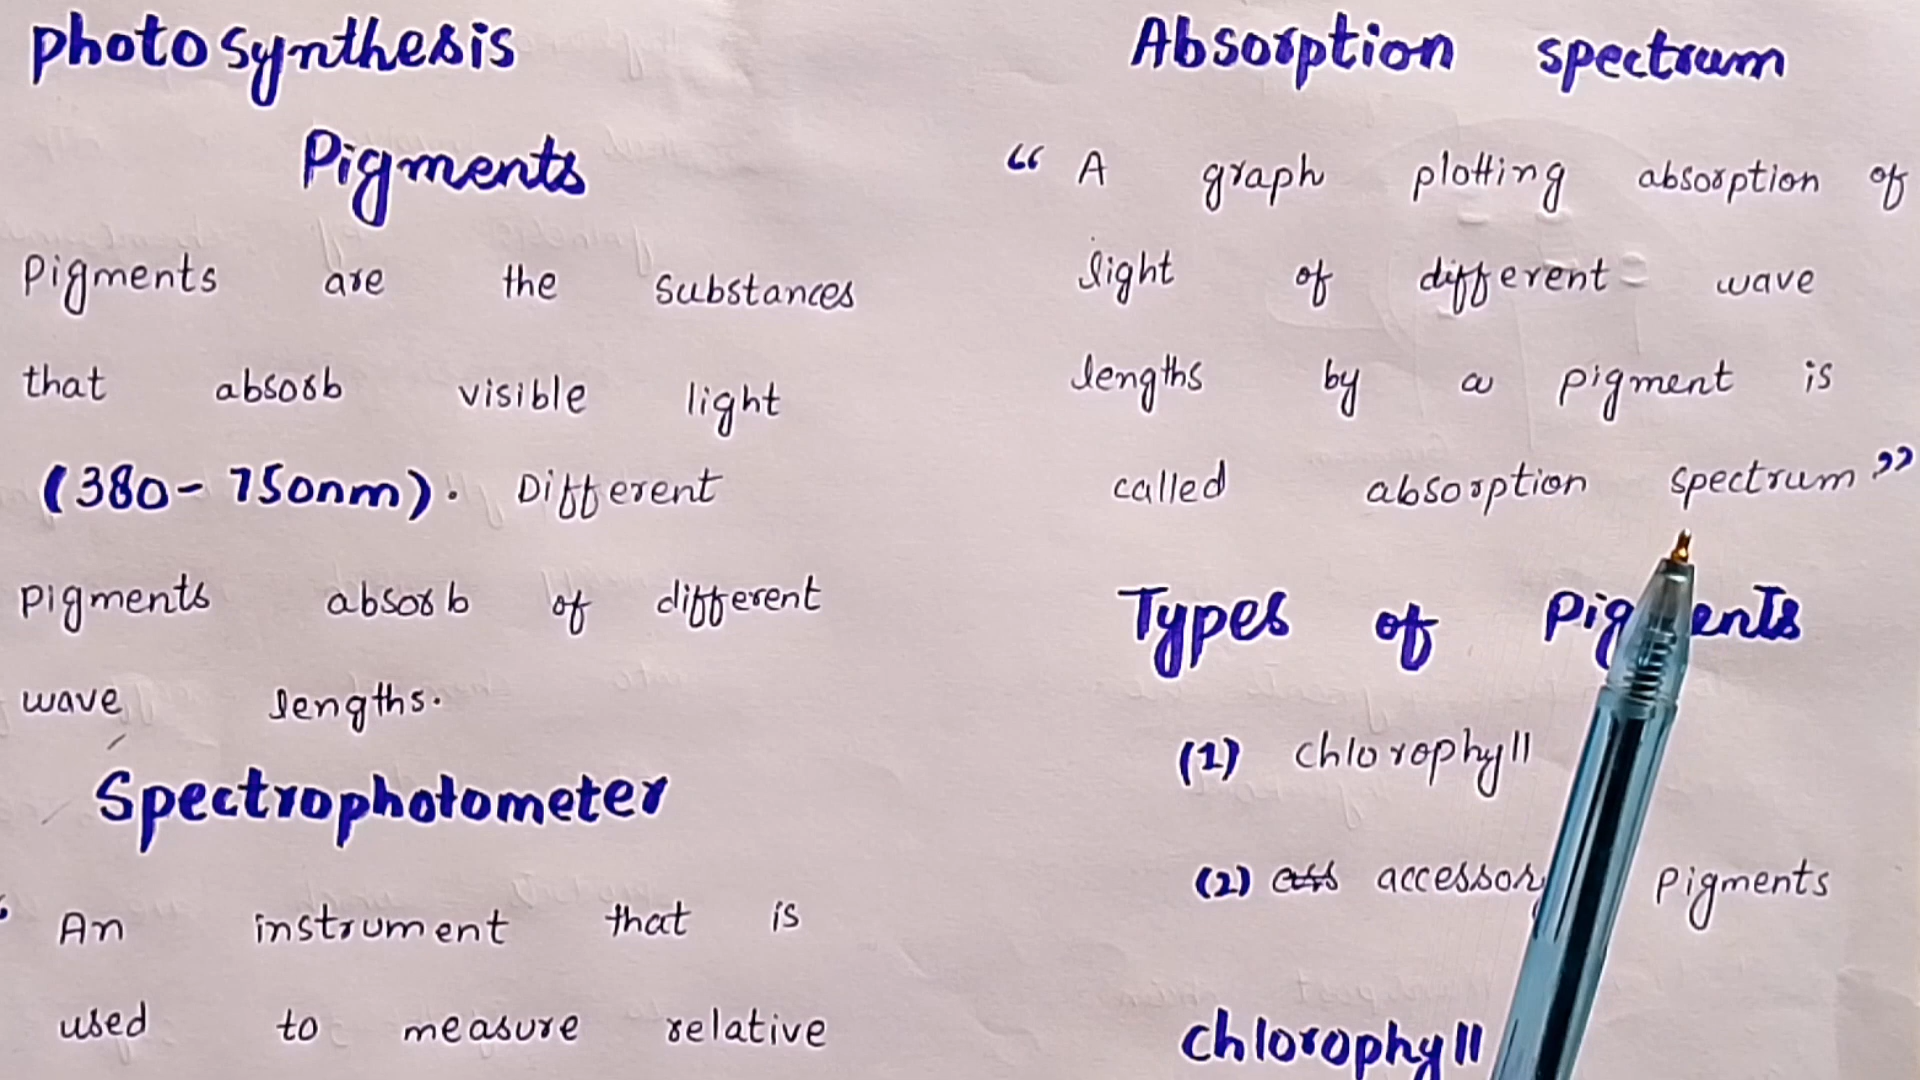 photosynthesis
Pigments
Pigments are the substances
that absorb visible light
(380- 750nm). Different
pigments absorb of different
wave lengths.
Spectrophotometer
An instrument that is
used to measure relative
Absorption spectrum
“ A graph plotting absorption of
light of different wave
lengths by a pigment is
called absorption spectrum ”
Types of
(1) chlorophyll
(2) pigments
chlorophyll